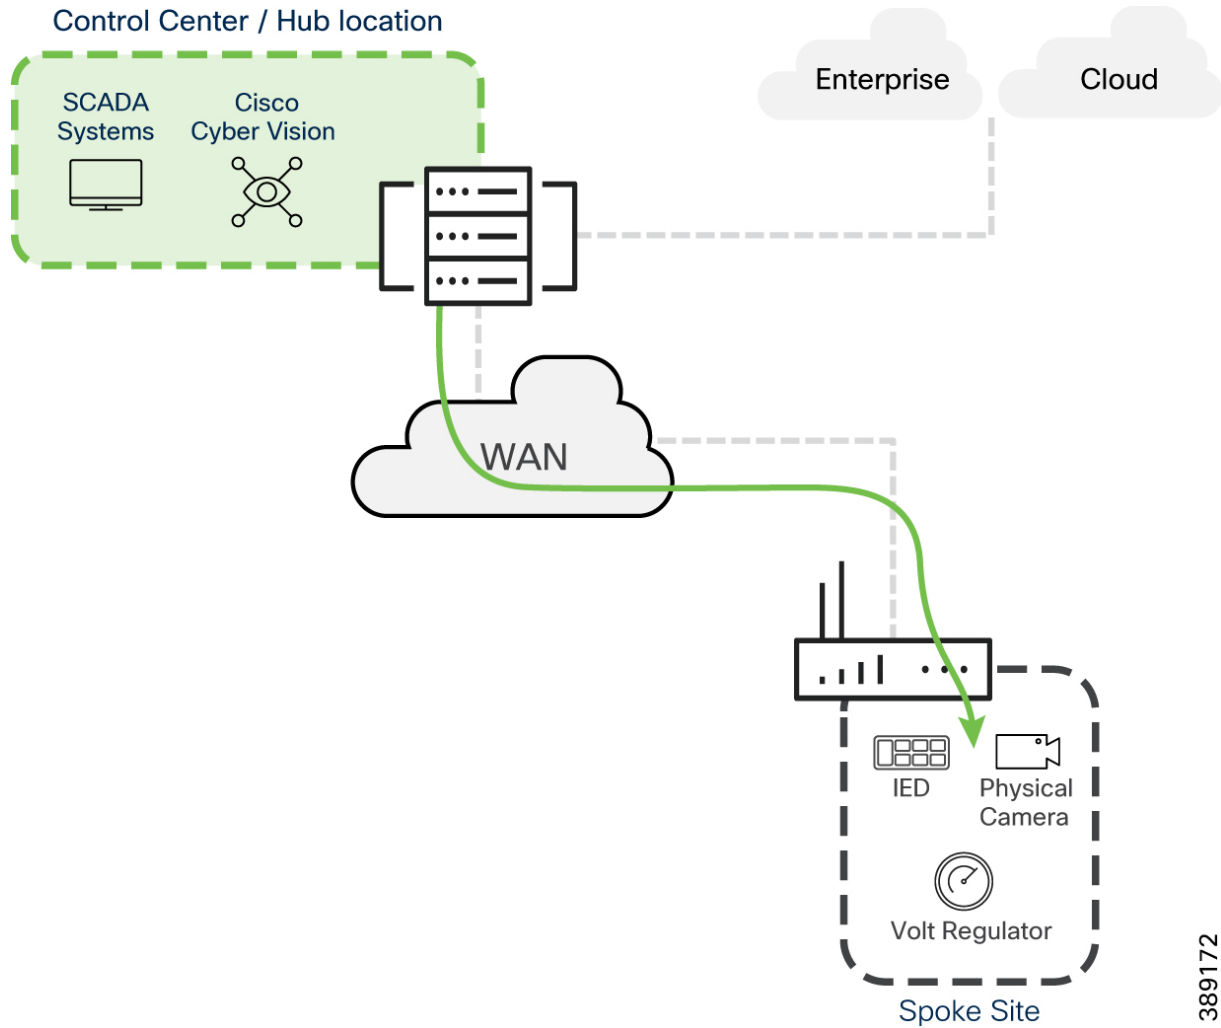 Control Center / Hub location
SCADA
Systems
Cisco
Cyber Vision
Enterprise
Cloud
WAN
IED
Physical
Camera
Volt Regulator
Spoke Site
389172